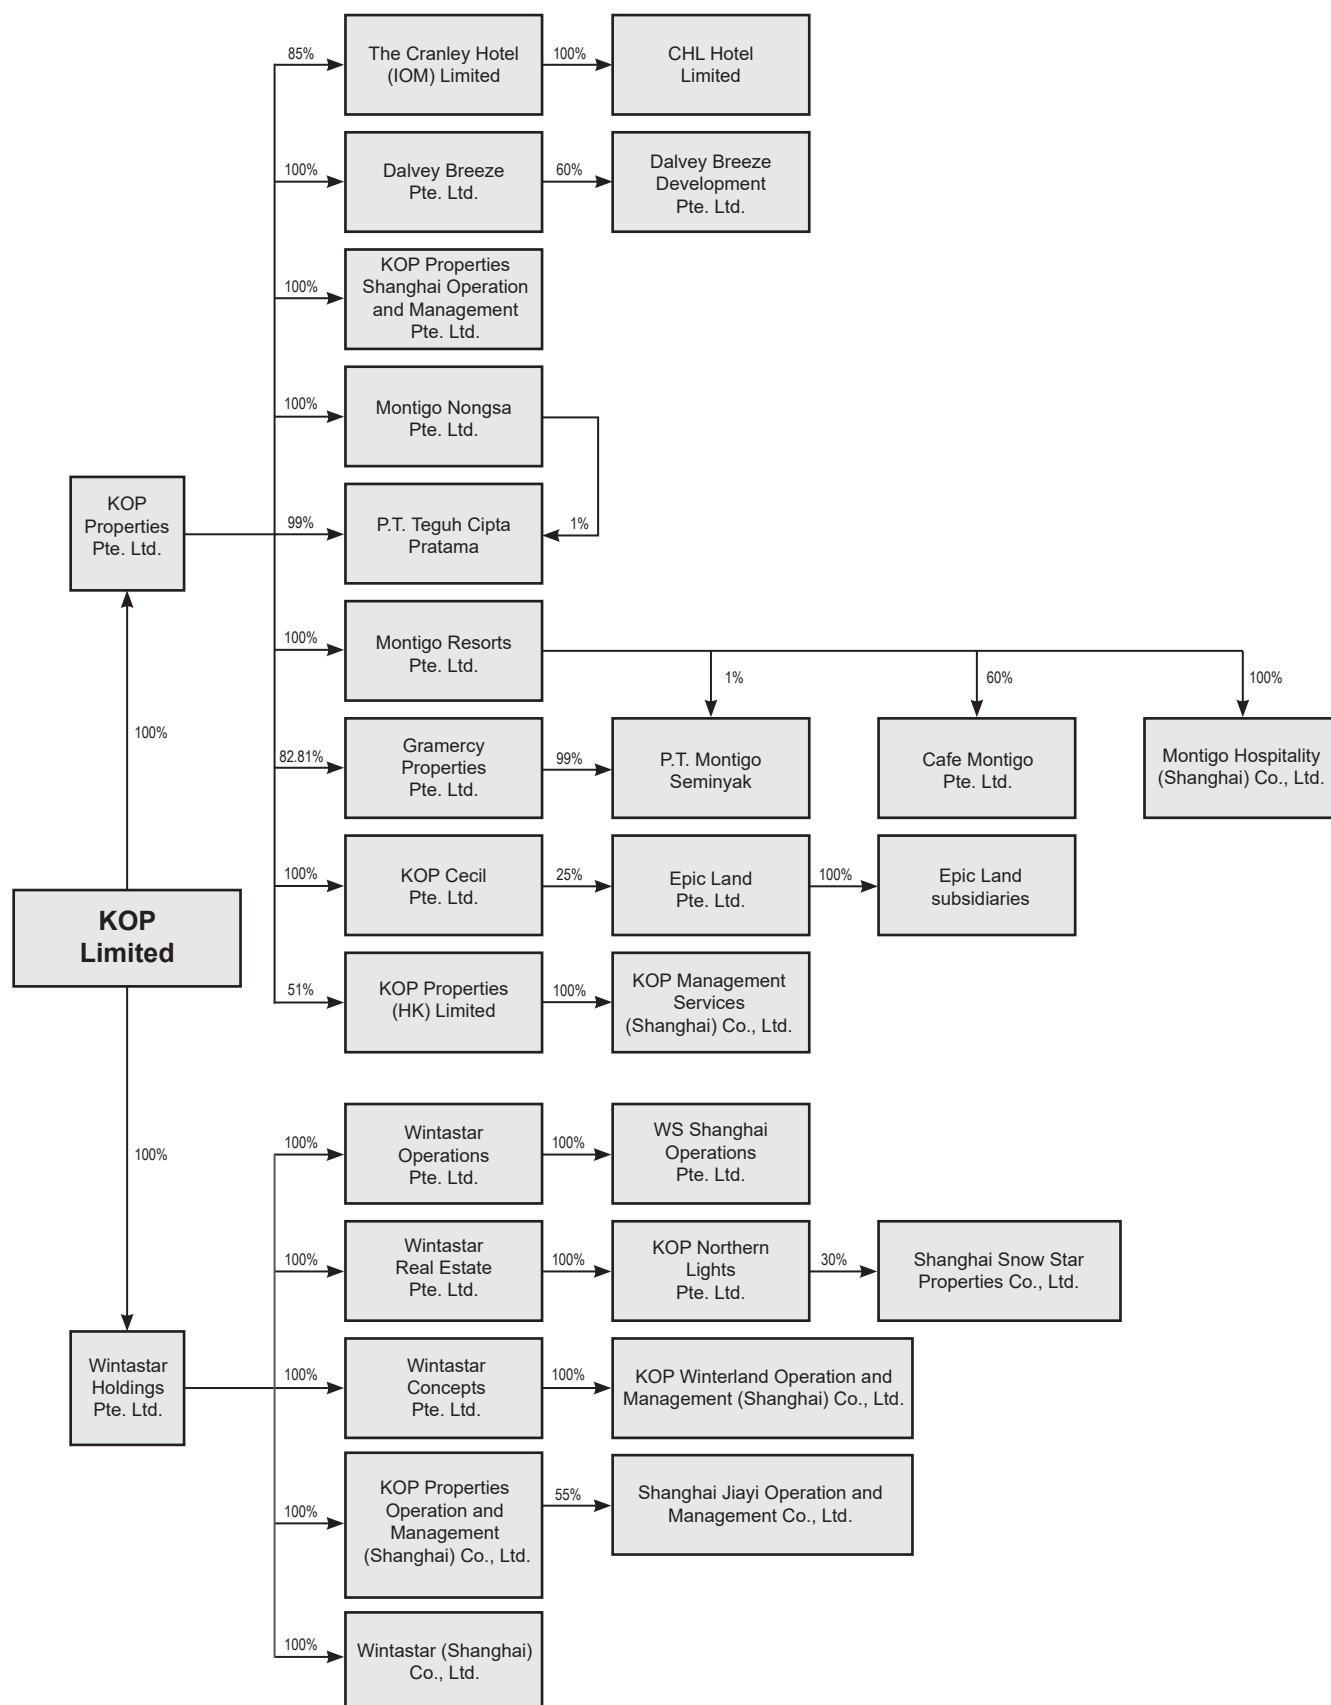 85%
The Cranley Hotel
(IOM) Limited
100%
CHL Hotel
Limited
100%
Dalvey Breeze
Pte. Ltd.
60%
Dalvey Breeze
Development
Pte. Ltd.
100%
KOP Properties
Shanghai Operation
and Management
Pte. Ltd.
100%
Montigo Nongsa
Pte. Ltd.
KOP
Properties
Pte. Ltd.
99%
P.T. Teguh Cipta
Pratama
1%
100%
Montigo Resorts
Pte. Ltd.
1%
60%
100%
100%
82.81%
Gramercy
Properties
Pte. Ltd.
99%
P.T. Montigo
Seminyak
Cafe Montigo
Pte. Ltd.
Montigo Hospitality
(Shanghai) Co., Ltd.
100%
KOP Cecil
Pte. Ltd.
25%
Epic Land
Pte. Ltd.
100%
Epic Land
subsidiaries
KOP
Limited
51%
KOP Properties
(HK) Limited
100%
KOP Management
Services
(Shanghai) Co., Ltd.
100%
100%
Wintastar
Operations
Pte. Ltd.
100%
WS Shanghai
Operations
Pte. Ltd.
100%
Wintastar
Real Estate
Pte. Ltd.
100%
KOP Northern
Lights
Pte. Ltd.
30%
Shanghai Snow Star
Properties Co., Ltd.
Wintastar
Holdings
Pte. Ltd.
100%
Wintastar
Concepts
Pte. Ltd.
100%
KOP Winterland Operation and
Management (Shanghai) Co., Ltd.
100%
KOP Properties
Operation and
Management
(Shanghai) Co., Ltd.
55%
Shanghai Jiayi Operation and
Management Co., Ltd.
100%
Wintastar (Shanghai)
Co., Ltd.